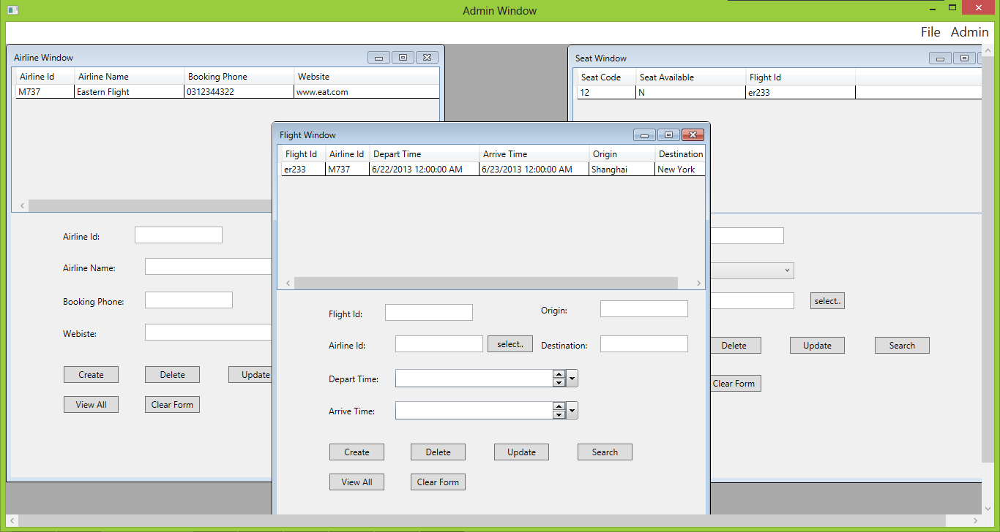 Admin Window
File Admin
Airline Window
Airline Id Airline Name Booking Phone Website
M737 Eastern Flight 0312344322 www.eat.com
Airline Id:
Airline Name:
Booking Phone:
Webiste:
Create Delete Update
View All Clear Form
Flight Window
Flight Id Airline Id Depart Time Arrive Time Origin Destination
er233 M737 6/22/2013 12:00:00 AM 6/23/2013 12:00:00 AM Shanghai New York
Flight Id: Origin:
Airline Id: select.. Destination:
Depart Time:
Arrive Time:
Create Delete Update Search
View All Clear Form
Seat Window
Seat Code Seat Available Flight Id
12 N er233
select..
Delete Update Search
Clear Form